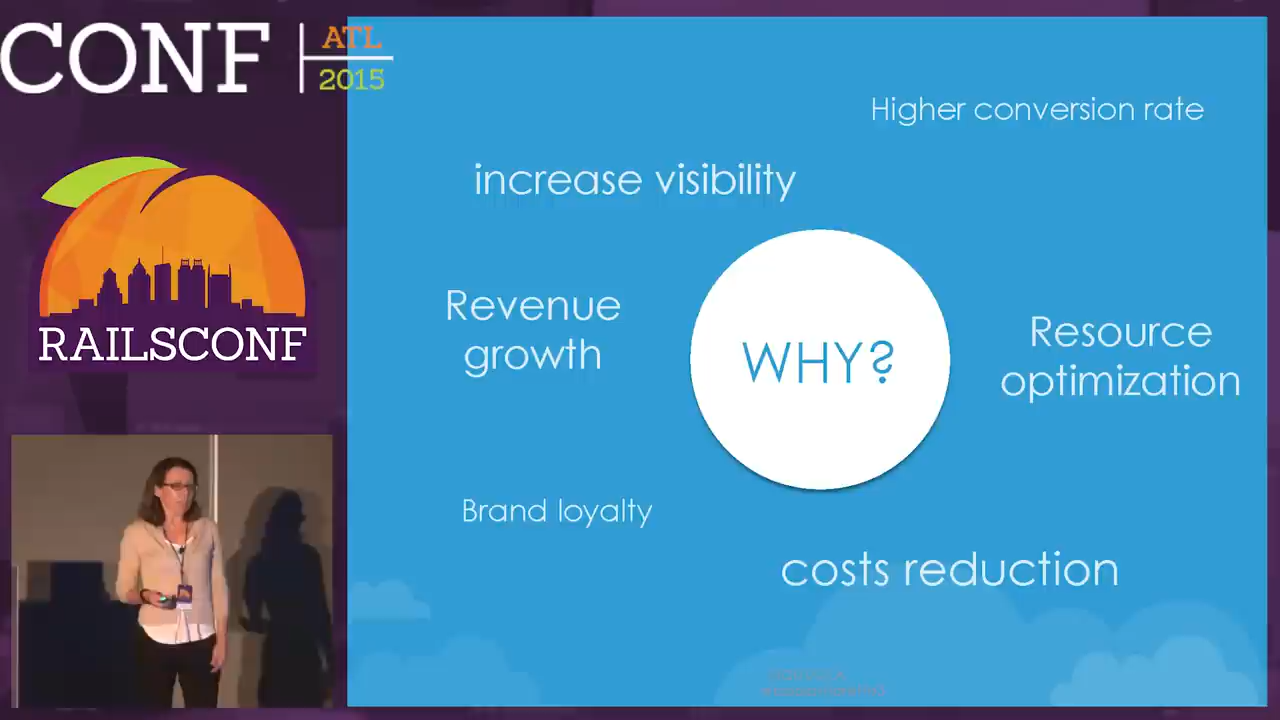 CONF
ATL
2015
RAILSCONF
Higher conversion rate
increase visibility
Revenue
growth
WHY?
Resource
optimization
Brand loyalty
costs reduction